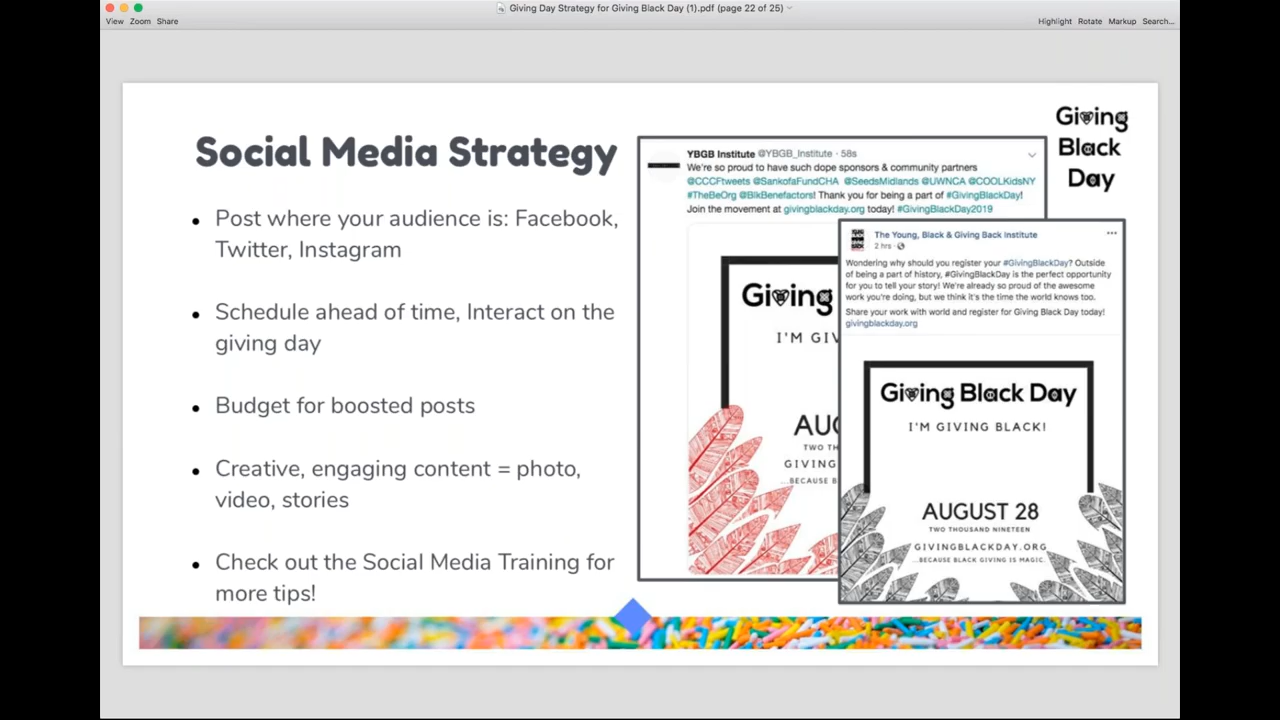 Giving Day Strategy for Giving Black Day (1).pdf (page 22 of 25)
View Zoom Share
Highlight Rotate Markup Search...
Giving
Black
Day
Social Media Strategy
• Post where your audience is: Facebook,
Twitter, Instagram
• Schedule ahead of time, Interact on the
giving day
• Budget for boosted posts
• Creative, engaging content = photo,
video, stories
• Check out the Social Media Training for
more tips!
YBGB Institute @YBGB_Institute · 58s
We're so proud to have such dope sponsors & community partners
@CCCFtweets @SankofaFundCHA @SeedsMidlands @UWNCA @COOLKidsNY
#TheBeOrg @BlkBenefactors! Thank you for being a part of #GivingBlackDay!
Join the movement at givingblackday.org today! #GivingBlackDay2019
Giving
I'M GIV
AUG
TWO TH
GIVING
...BECAUSE B
The Young, Black & Giving Back Institute
2 hrs ·
Wondering why should you register your #GivingBlackDay? Outside
of being a part of history, #GivingBlackDay is the perfect opportunity
for you to tell your story! We're already so proud of the awesome
work you're doing, but we think it's the time the world knows too.
Share your work with world and register for Giving Black Day today!
givingblackday.org
Giving Black Day
I'M GIVING BLACK!
AUGUST 28
TWO THOUSAND NINETEEN
GIVINGBLACKDAY.ORG
...BECAUSE BLACK GIVING IS MAGIC.